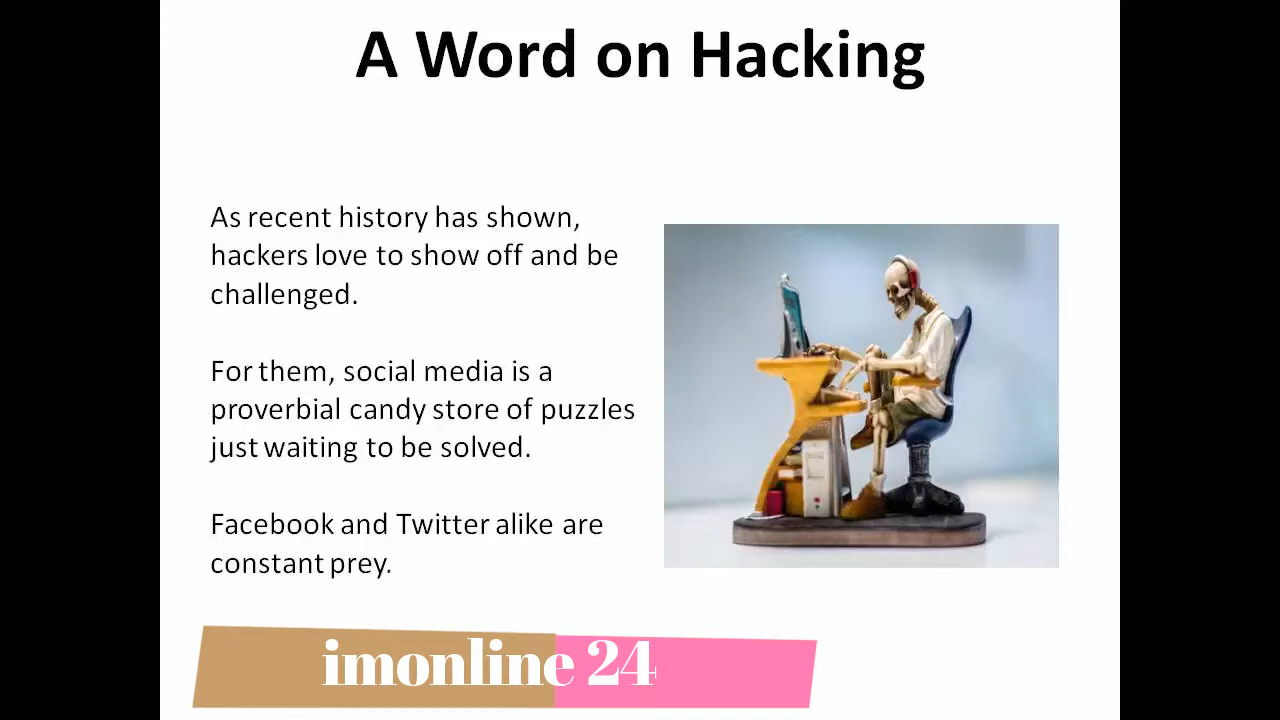 A Word on Hacking
As recent history has shown,
hackers love to show off and be
challenged.
For them, social media is a
proverbial candy store of puzzles
just waiting to be solved.
Facebook and Twitter alike are
constant prey.
imonline 24